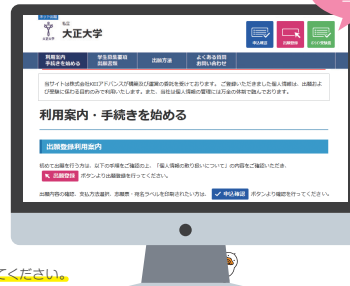 ネット出願
私立
大正大学
申込確認
出願登録
利用案内
手続きを始める
学生募集要項
出願書類
出願方法
よくある質問
お問い合わせ
当サイトは株式会社KEIアドバンスが構築及び運営の委託を受けております。ご登録いただきました個人情報は、出願およ
び受験に係わる目的のみで利用いたします。また、当社は個人情報の管理には万全の体制で臨んでおります。
利用案内・手続きを始める
出願登録利用案内
初めて出願を行う方は、以下の手順をご確認の上、「個人情報の取り扱いについて」の内容をご確認いただき、
出願登録 ボタンより出願登録を行ってください。
出願内容の確認、支払方法選択、志願票・宛名ラベルを印刷されたい方は、 申込確認 ボタンより確認を行ってください。
てください。